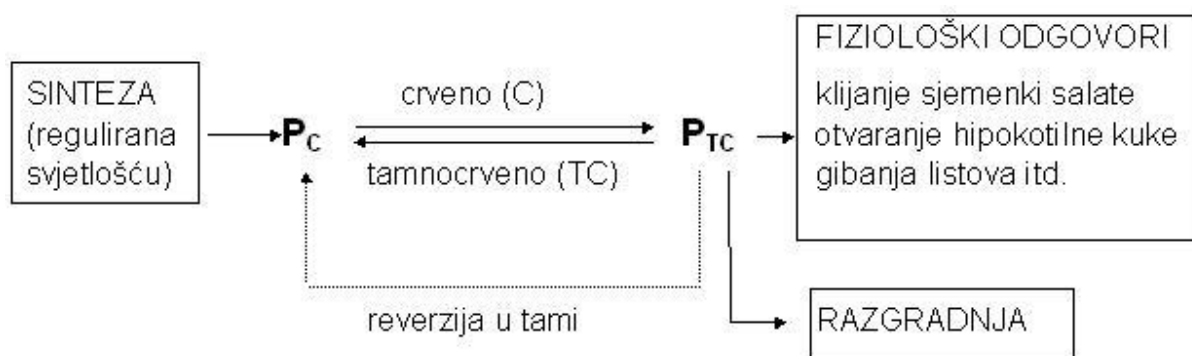 SINTEZA
(regulirana
svjetlošću)
P_C
crveno (C)
tamnocrveno (TC)
reverzija u tami
P_TC
FIZIOLOŠKI ODGOVORI
klijanje sjemenki salate
otvaranje hipokotilne kuke
gibanja listova itd.
RAZGRADNJA